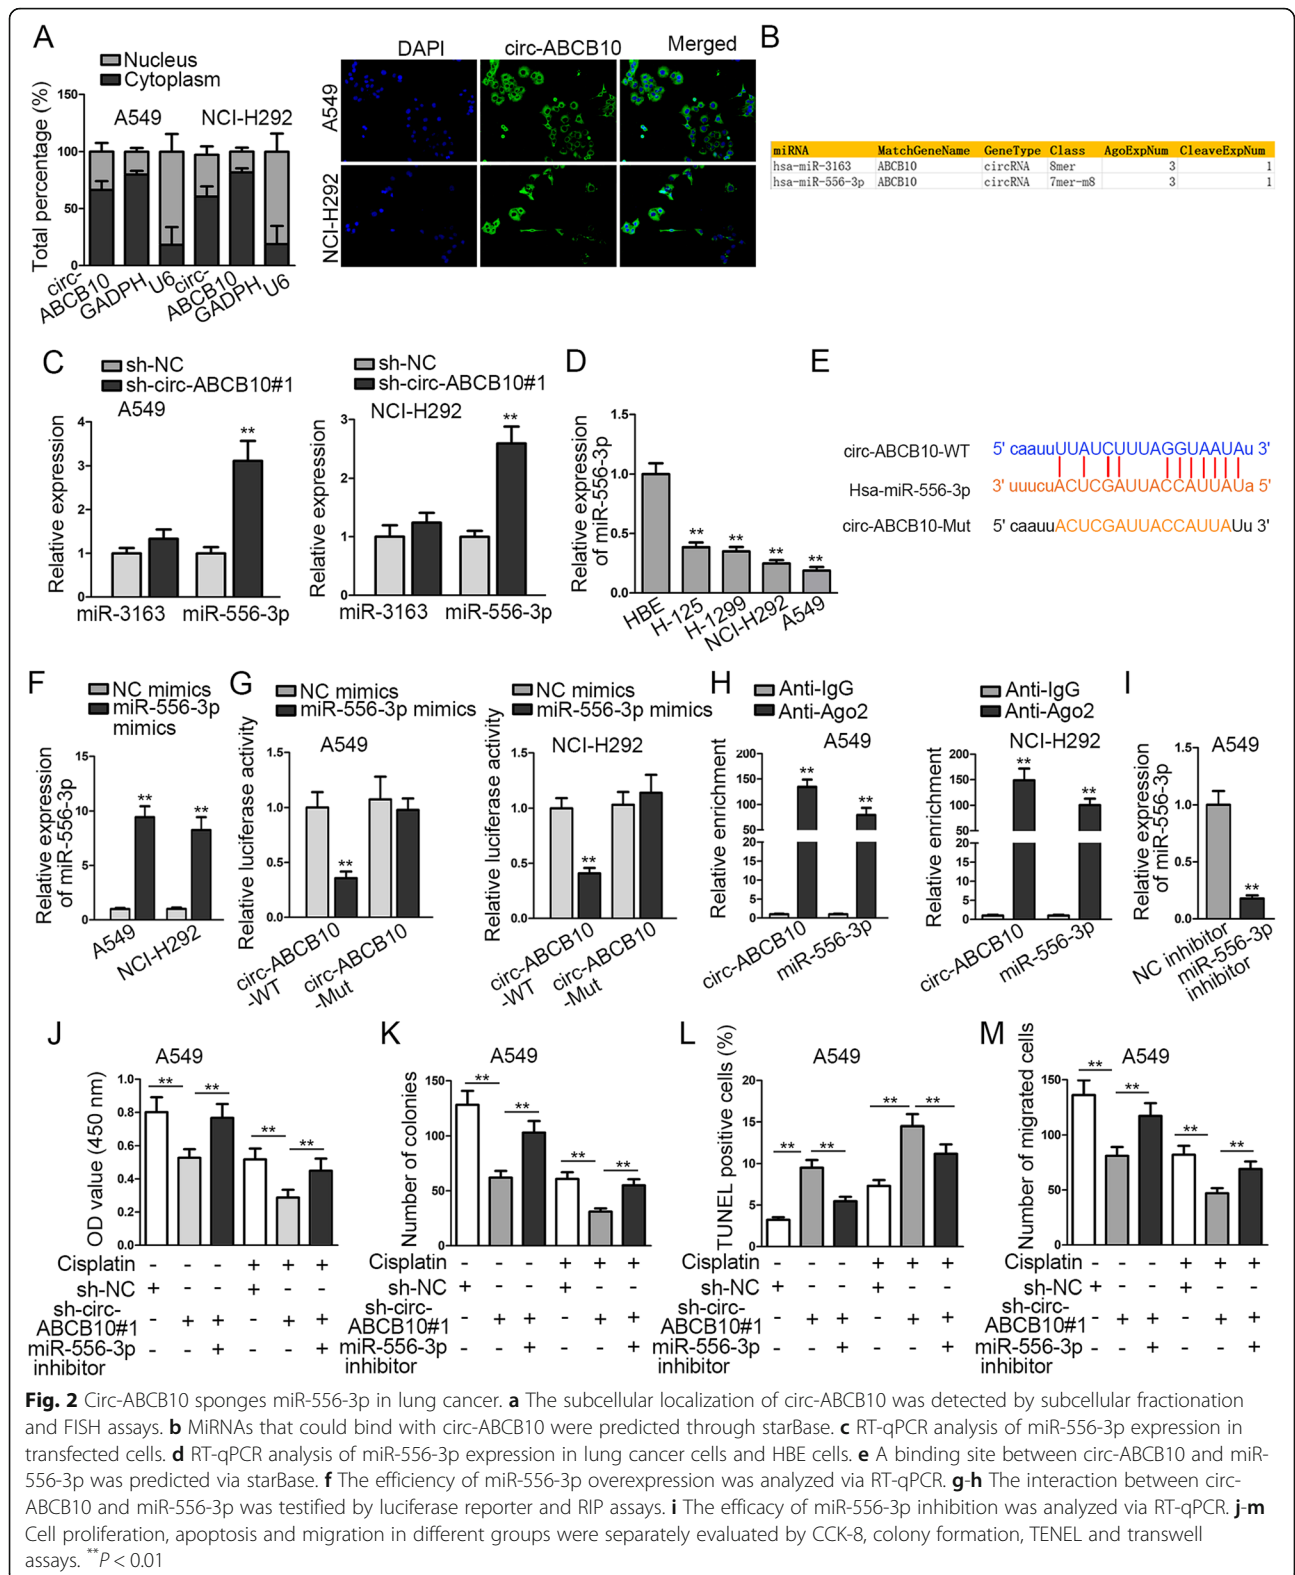 A
Nucleus
Cytoplasm
Total percentage (%)
150
100
50
0
A549
NCI-H292
circ-ABCB10
GADPH
U6
circ-ABCB10
GADPH
U6
DAPI
circ-ABCB10
Merged
A549
NCI-H292
B
miRNA MatchGeneName GeneType Class AgoExpNum CleaveExpNum
hsa-miR-3163 ABCB10 circRNA 8mer 3 1
hsa-miR-556-3p ABCB10 circRNA 7mer-m8 3 1
C
sh-NC
sh-circ-ABCB10#1
A549
Relative expression
4
3
2
1
0
**
miR-3163 miR-556-3p
sh-NC
sh-circ-ABCB10#1
NCI-H292
Relative expression
3
2
1
0
**
miR-3163 miR-556-3p
D
Relative expression
of miR-556-3p
1.5
1.0
0.5
0.0
** ** ** **
HBE
H-125
H-1299
NCI-H292
A549
E
circ-ABCB10-WT 5' caauuUUAUCUUUAGGUAAUAu 3'
Hsa-miR-556-3p 3' uuucuACUCGAUUACCAUUAUa 5'
circ-ABCB10-Mut 5' caauuACUCGAUUACCAUUAUu 3'
F
NC mimics
miR-556-3p
mimics
Relative expression
of miR-556-3p
15
10
5
0
** **
A549
NCI-H292
G
NC mimics
miR-556-3p mimics
A549
Relative luciferase activity
1.5
1.0
0.5
0.0
**
circ-ABCB10
-WT
circ-ABCB10
-Mut
NC mimics
miR-556-3p mimics
NCI-H292
Relative luciferase activity
1.5
1.0
0.5
0.0
**
circ-ABCB10
-WT
circ-ABCB10
-Mut
H
Anti-IgG
Anti-Ago2
A549
Relative enrichment
200
150
100
50
20
15
10
5
0
** **
circ-ABCB10
miR-556-3p
Anti-IgG
Anti-Ago2
NCI-H292
Relative enrichment
200
150
100
50
20
15
10
5
0
** **
circ-ABCB10
miR-556-3p
I
A549
Relative expression
of miR-556-3p
1.5
1.0
0.5
0.0
**
NC inhibitor
miR-556-3p
inhibitor
J
A549
OD value (450 nm)
1.0
0.8
0.6
0.4
0.2
0.0
** ** ** **
Cisplatin - - - + + +
sh-NC + - - + - -
sh-circ-
ABCB10#1 - + + - + +
miR-556-3p
inhibitor - - + - - +
K
A549
Number of colonies
150
100
50
0
** ** ** **
Cisplatin - - - + + +
sh-NC + - - + - -
sh-circ-
ABCB10#1 - + + - + +
miR-556-3p
inhibitor - - + - - +
L
A549
TUNEL positive cells (%)
20
15
10
5
0
** ** ** **
Cisplatin - - - + + +
sh-NC + - - + - -
sh-circ-
ABCB10#1 - + + - + +
miR-556-3p
inhibitor - - + - - +
M
A549
Number of migrated cells
150
100
50
0
** ** ** **
Cisplatin - - - + + +
sh-NC + - - + - -
sh-circ-
ABCB10#1 - + + - + +
miR-556-3p
inhibitor - - + - - +
Fig. 2 Circ-ABCB10 sponges miR-556-3p in lung cancer. a The subcellular localization of circ-ABCB10 was detected by subcellular fractionation
and FISH assays. b MiRNAs that could bind with circ-ABCB10 were predicted through starBase. c RT-qPCR analysis of miR-556-3p expression in
transfected cells. d RT-qPCR analysis of miR-556-3p expression in lung cancer cells and HBE cells. e A binding site between circ-ABCB10 and miR-
556-3p was predicted via starBase. f The efficiency of miR-556-3p overexpression was analyzed via RT-qPCR. g-h The interaction between circ-
ABCB10 and miR-556-3p was testified by luciferase reporter and RIP assays. i The efficacy of miR-556-3p inhibition was analyzed via RT-qPCR. j-m
Cell proliferation, apoptosis and migration in different groups were separately evaluated by CCK-8, colony formation, TENEL and transwell
assays. **P < 0.01